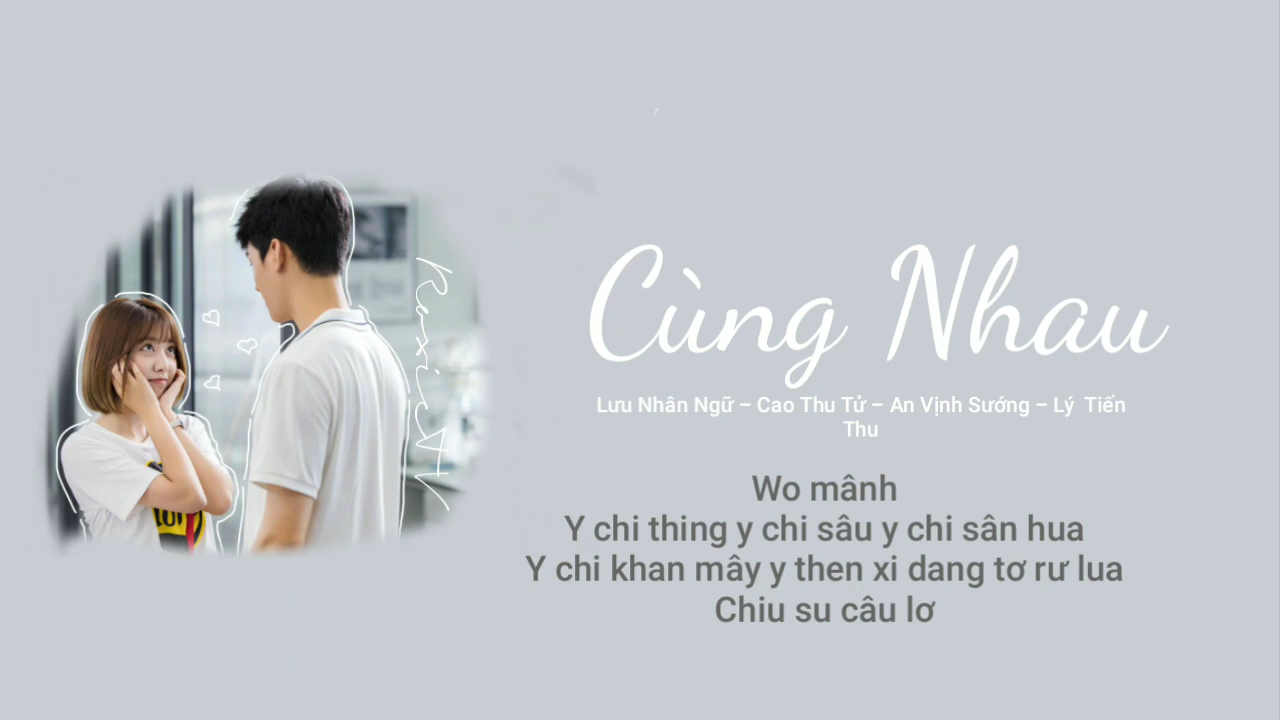 Cùng Nhau
Lưu Nhân Ngữ – Cao Thu Tử – An Vịnh Sướng – Lý Tiến
Thu
Wo mânh
Y chi thing y chi sâu y chi sân hua
Y chi khan mây y then xi dang tơ rư lua
Chiu su câu lơ